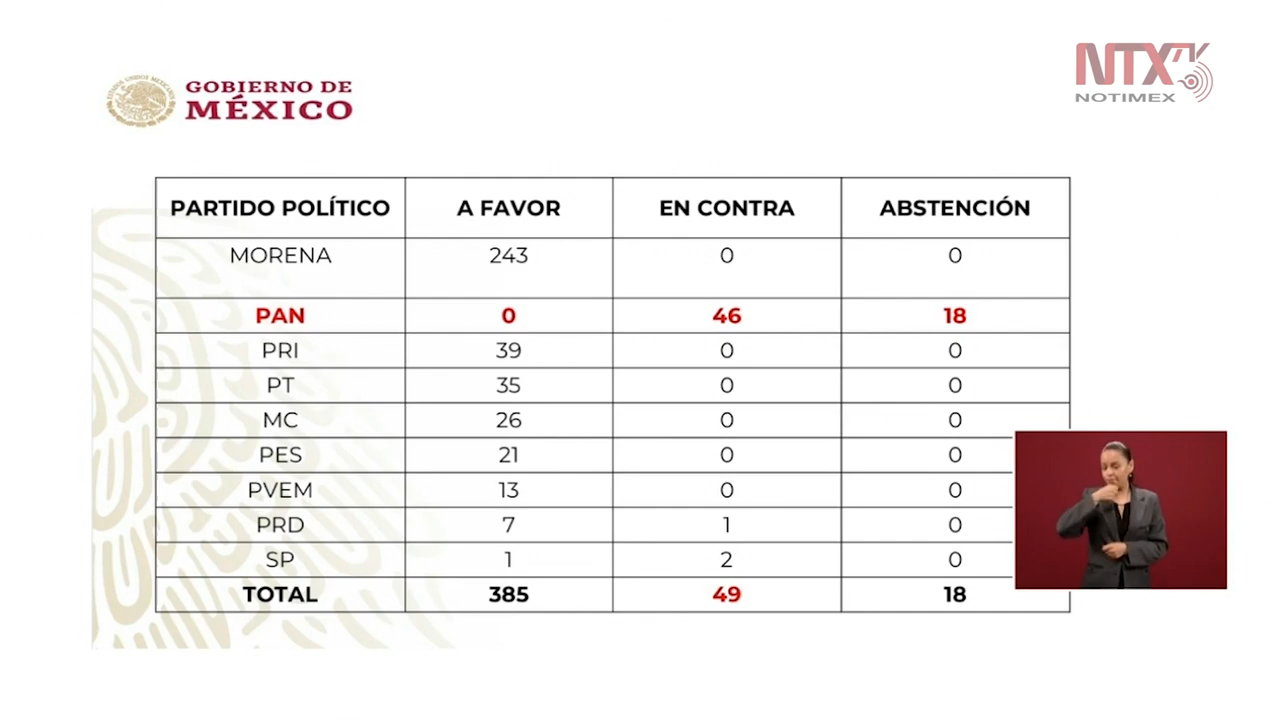 GOBIERNO DE
MÉXICO
NTX TV
NOTIMEX
PARTIDO POLÍTICO A FAVOR EN CONTRA ABSTENCIÓN
MORENA 243 0 0
PAN 0 46 18
PRI 39 0 0
PT 35 0 0
MC 26 0 0
PES 21 0 0
PVEM 13 0 0
PRD 7 1 0
SP 1 2 0
TOTAL 385 49 18